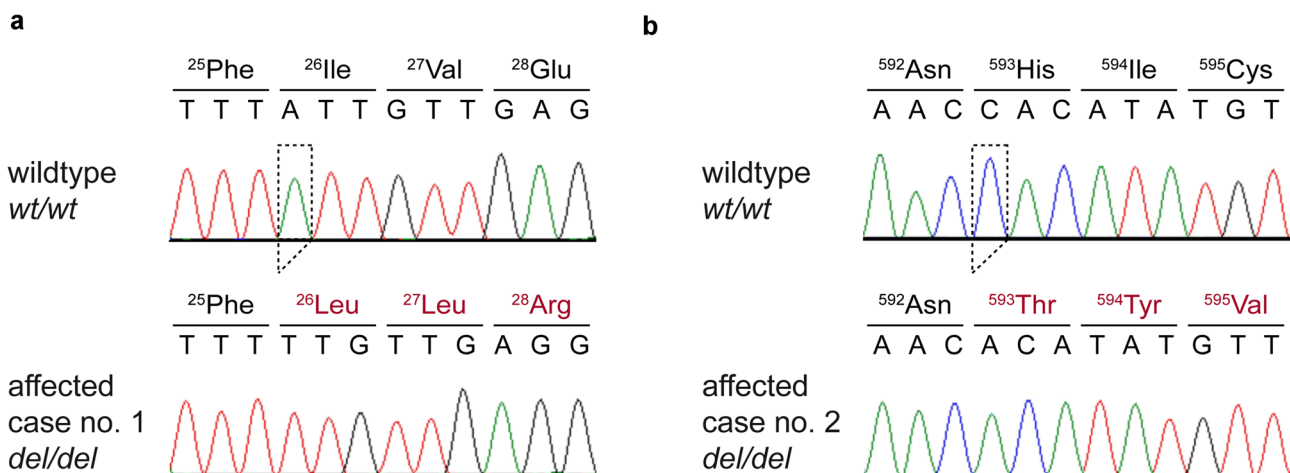 a
²⁵Phe ²⁶Ile ²⁷Val ²⁸Glu
T T T A T T G T T G A G
wildtype
wt/wt
²⁵Phe ²⁶Leu ²⁷Leu ²⁸Arg
T T T T T G T T G A G G
affected
case no. 1
del/del
b
⁵⁹²Asn ⁵⁹³His ⁵⁹⁴Ile ⁵⁹⁵Cys
A A C C A C A T A T G T
wildtype
wt/wt
⁵⁹²Asn ⁵⁹³Thr ⁵⁹⁴Tyr ⁵⁹⁵Val
A A C A C A T A T G T T
affected
case no. 2
del/del